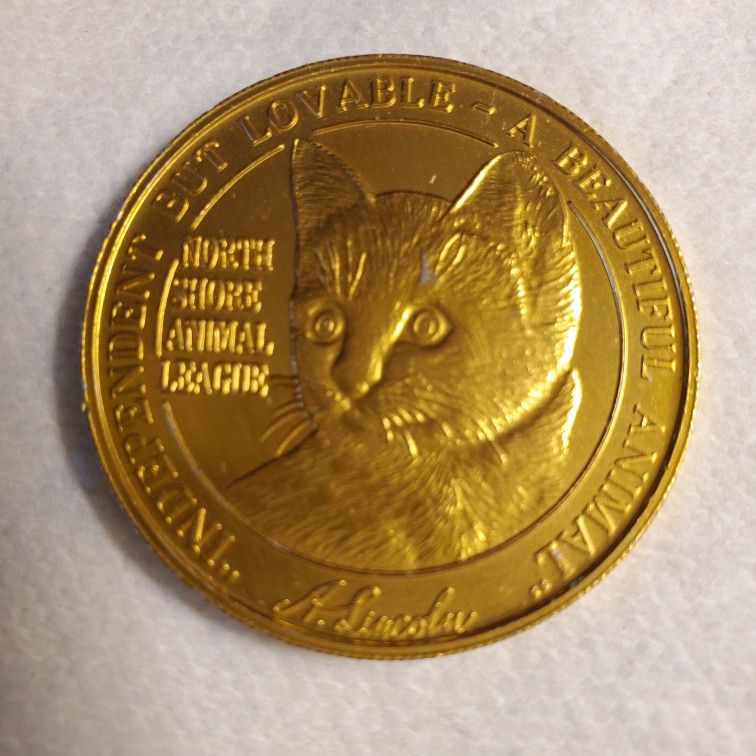 "INDEPENDENT BUT LOVABLE - A BEAUTIFUL ANIMAL"
NORTH
SHORE
ANIMAL
LEAGUE
A. Lincoln